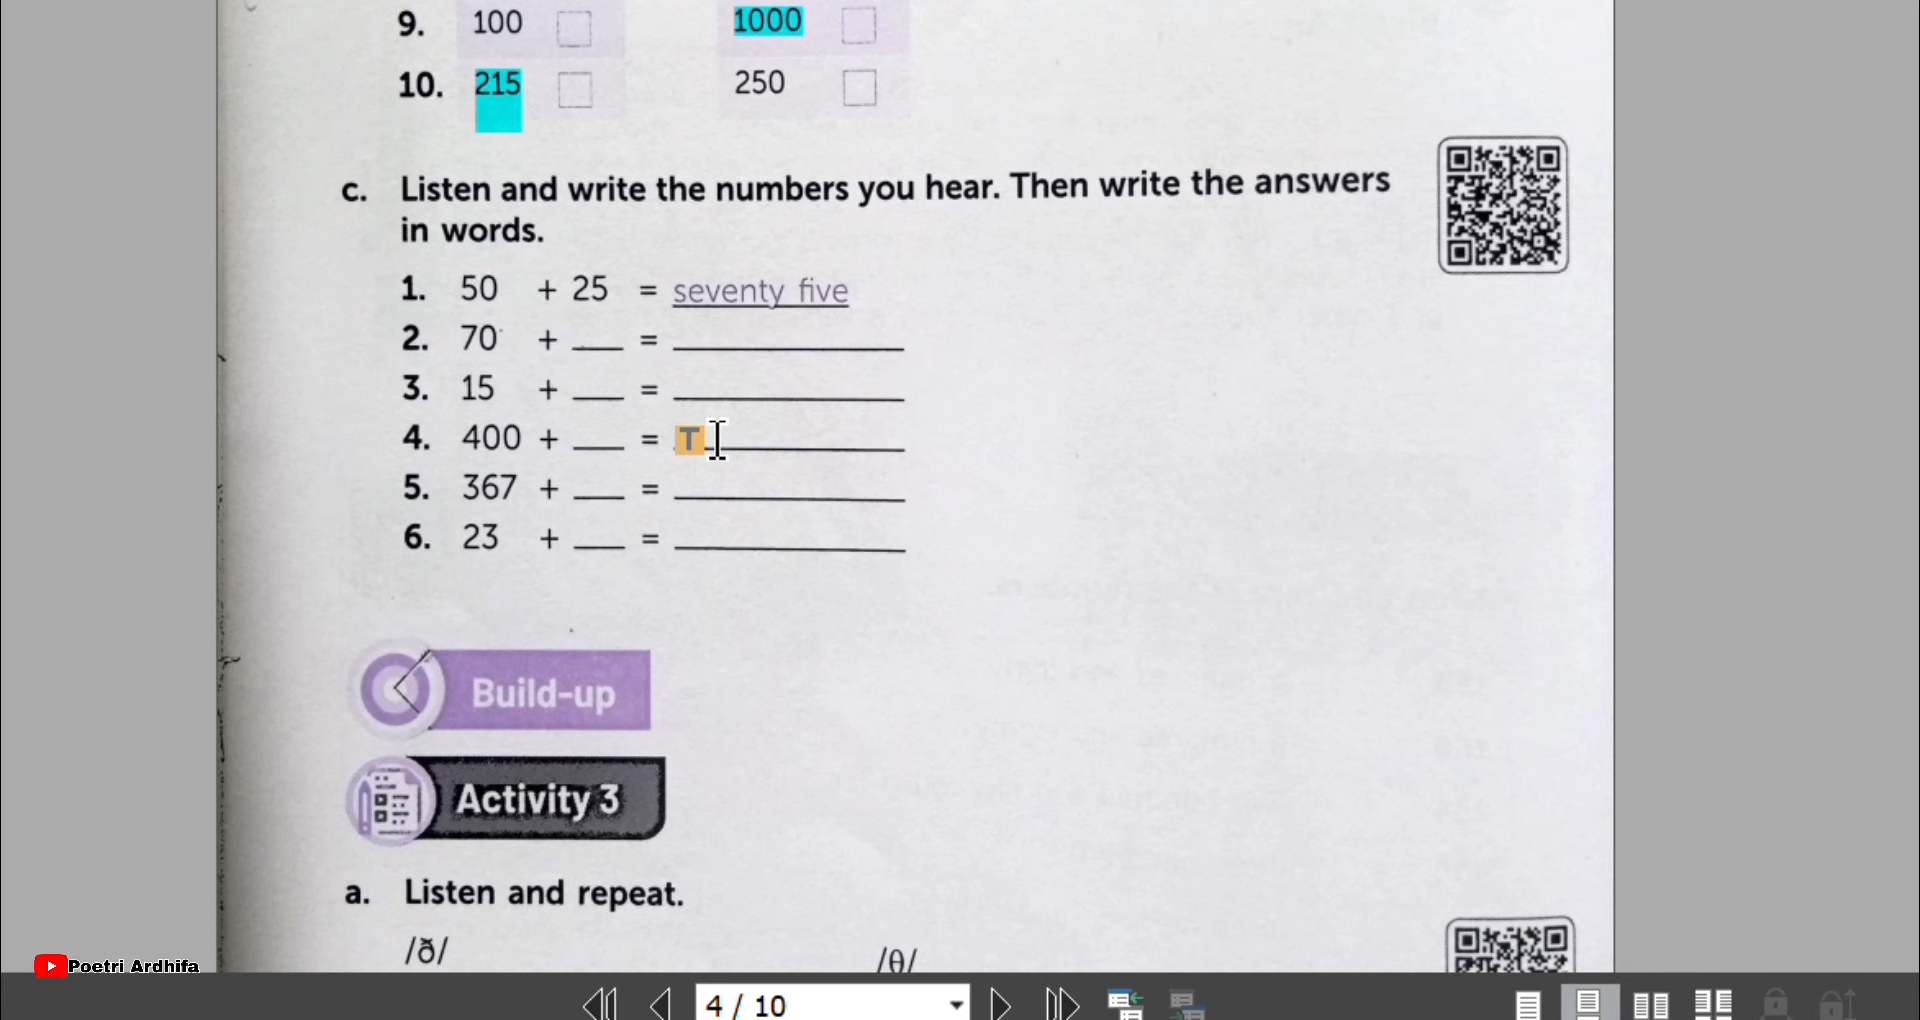 9. 100 1000
10. 215 250
c. Listen and write the numbers you hear. Then write the answers
in words.
1. 50 + 25 = seventy five
2. 70 + ___ = ___
3. 15 + ___ = ___
4. 400 + ___ = T
5. 367 + ___ = ___
6. 23 + ___ = ___
Build-up
Activity 3
a. Listen and repeat.
/ð/ /θ/
Poetri Ardhifa
4 / 10